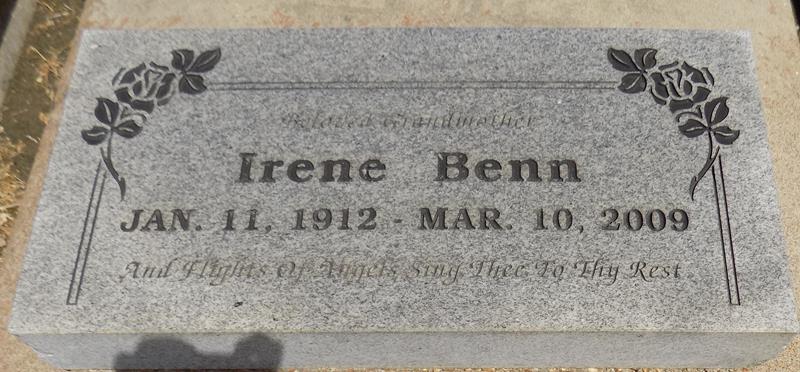 Beloved Grandmother
Irene Benn
JAN. 11, 1912 - MAR. 10, 2009
And Flights Of Angels Sing Thee To Thy Rest